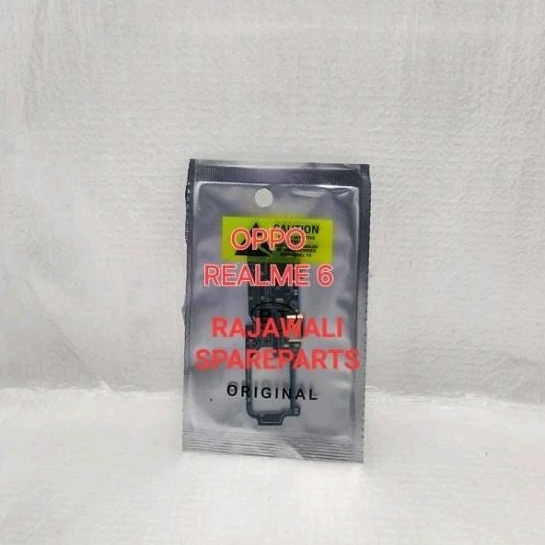 CAUTION
OPPO
REALME 6
RAJAWALI
SPAREPARTS
ORIGINAL